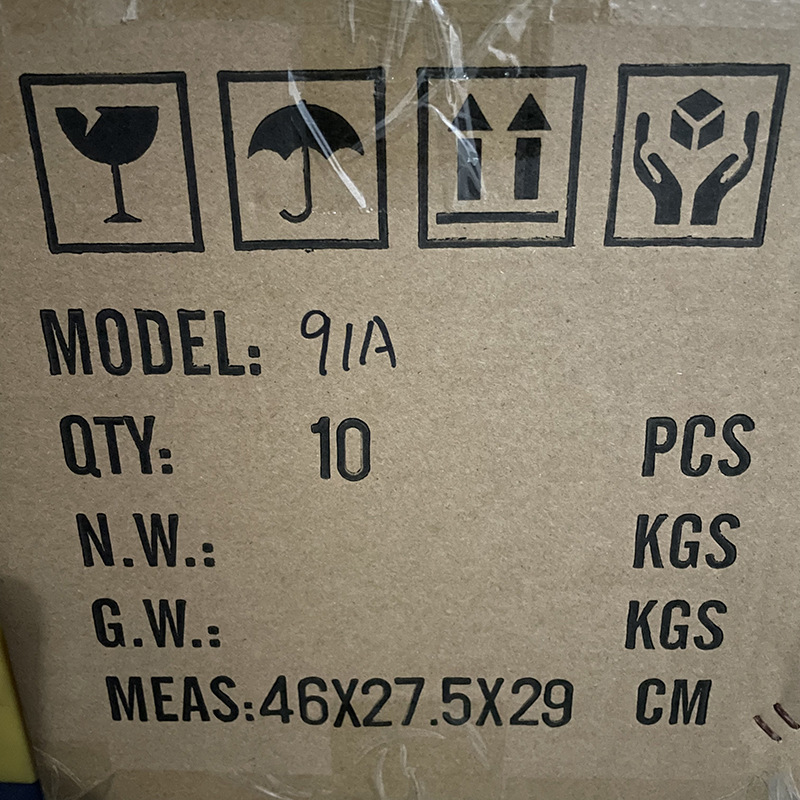 MODEL: 91A
QTY: 10 PCS
N.W.: KGS
G.W.: KGS
MEAS:46X27.5X29 CM